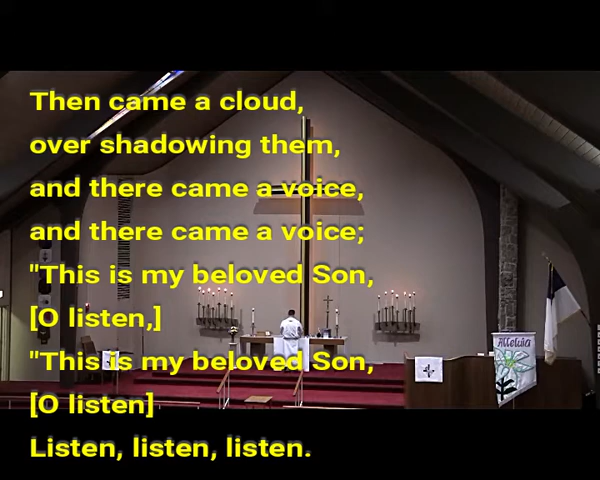 Then came a cloud,
over shadowing them,
and there came a voice,
and there came a voice;
"This is my beloved Son,
[O listen,]
"This is my beloved Son,
[O listen]
Listen, listen, listen.
Alleluia